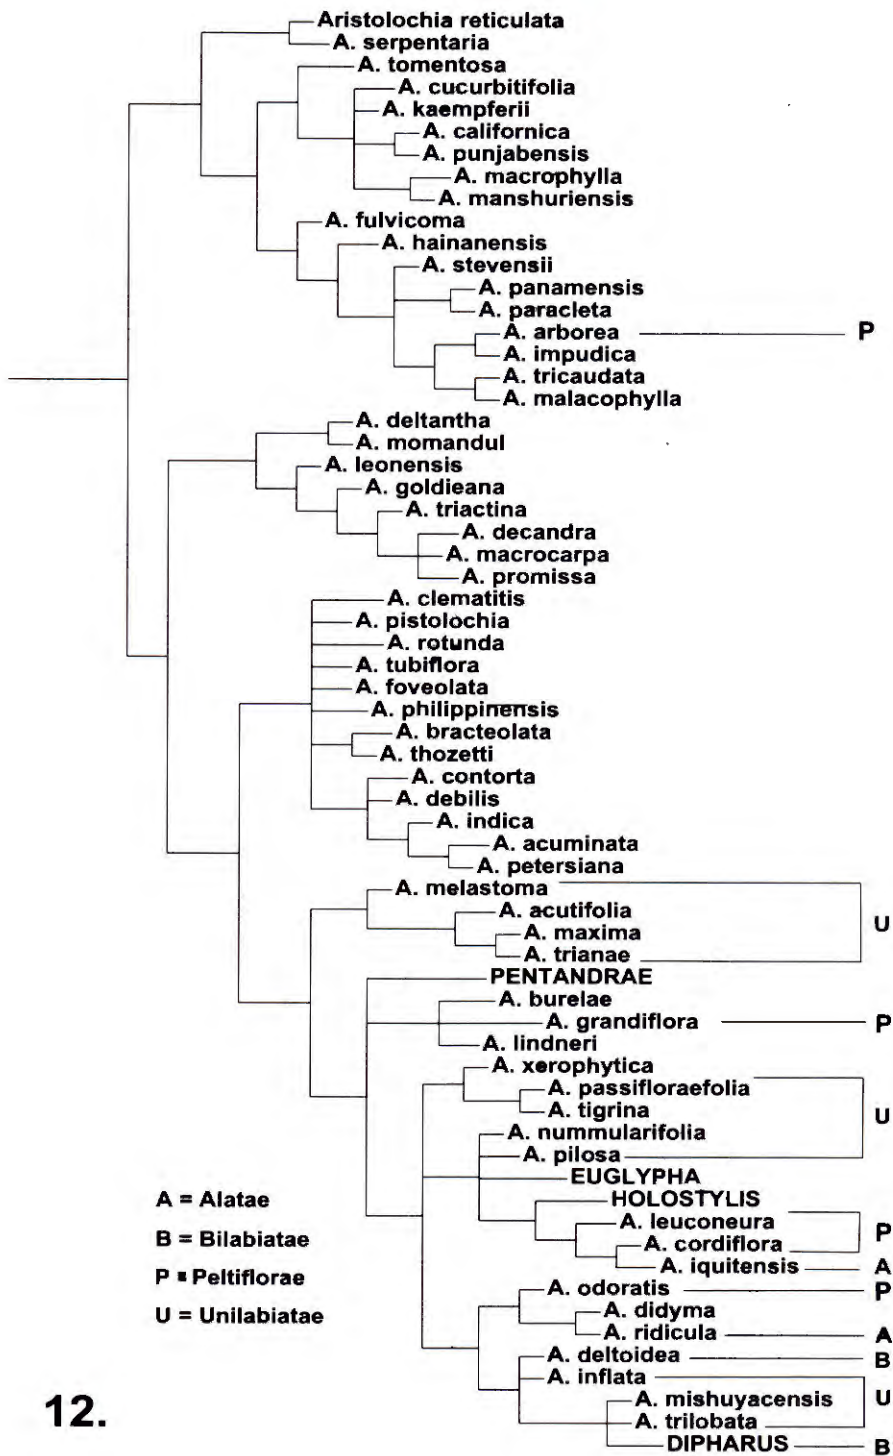 Aristolochia reticulata
A. serpentaria
A. tomentosa
A. cucurbitifolia
A. kaempferii
A. californica
A. punjabensis
A. macrophylla
A. manshuriensis
A. fulvicoma
A. hainanensis
A. stevensii
A. panamensis
A. paracleta
A. arborea P
A. impudica
A. tricaudata
A. malacophylla
A. deltantha
A. momandul
A. leonensis
A. goldieana
A. triactina
A. decandra
A. macrocarpa
A. promissa
A. clematitis
A. pistolochia
A. rotunda
A. tubiflora
A. foveolata
A. philippinensis
A. bracteolata
A. thozetti
A. contorta
A. debilis
A. indica
A. acuminata
A. petersiana
A. melastoma
A. acutifolia
U
A. maxima
A. trianae
PENTANDRAE
A. burelae
A. grandiflora P
A. lindneri
A. xerophytica
A. passifloraefolia
A. tigrina
U
A. nummularifolia
A. pilosa
EUGLYPHA
HOLOSTYLIS
A. leuconeura
P
A. cordiflora
A. iquitensis A
A. odoratis P
A. didyma
A. ridicula A
A. deltoidea B
A. inflata
U
A. mishuyacensis
A. trilobata
DIPHARUS B
A = Alatae
B = Bilabiatae
P = Peltiflorae
U = Unilabiatae
12.